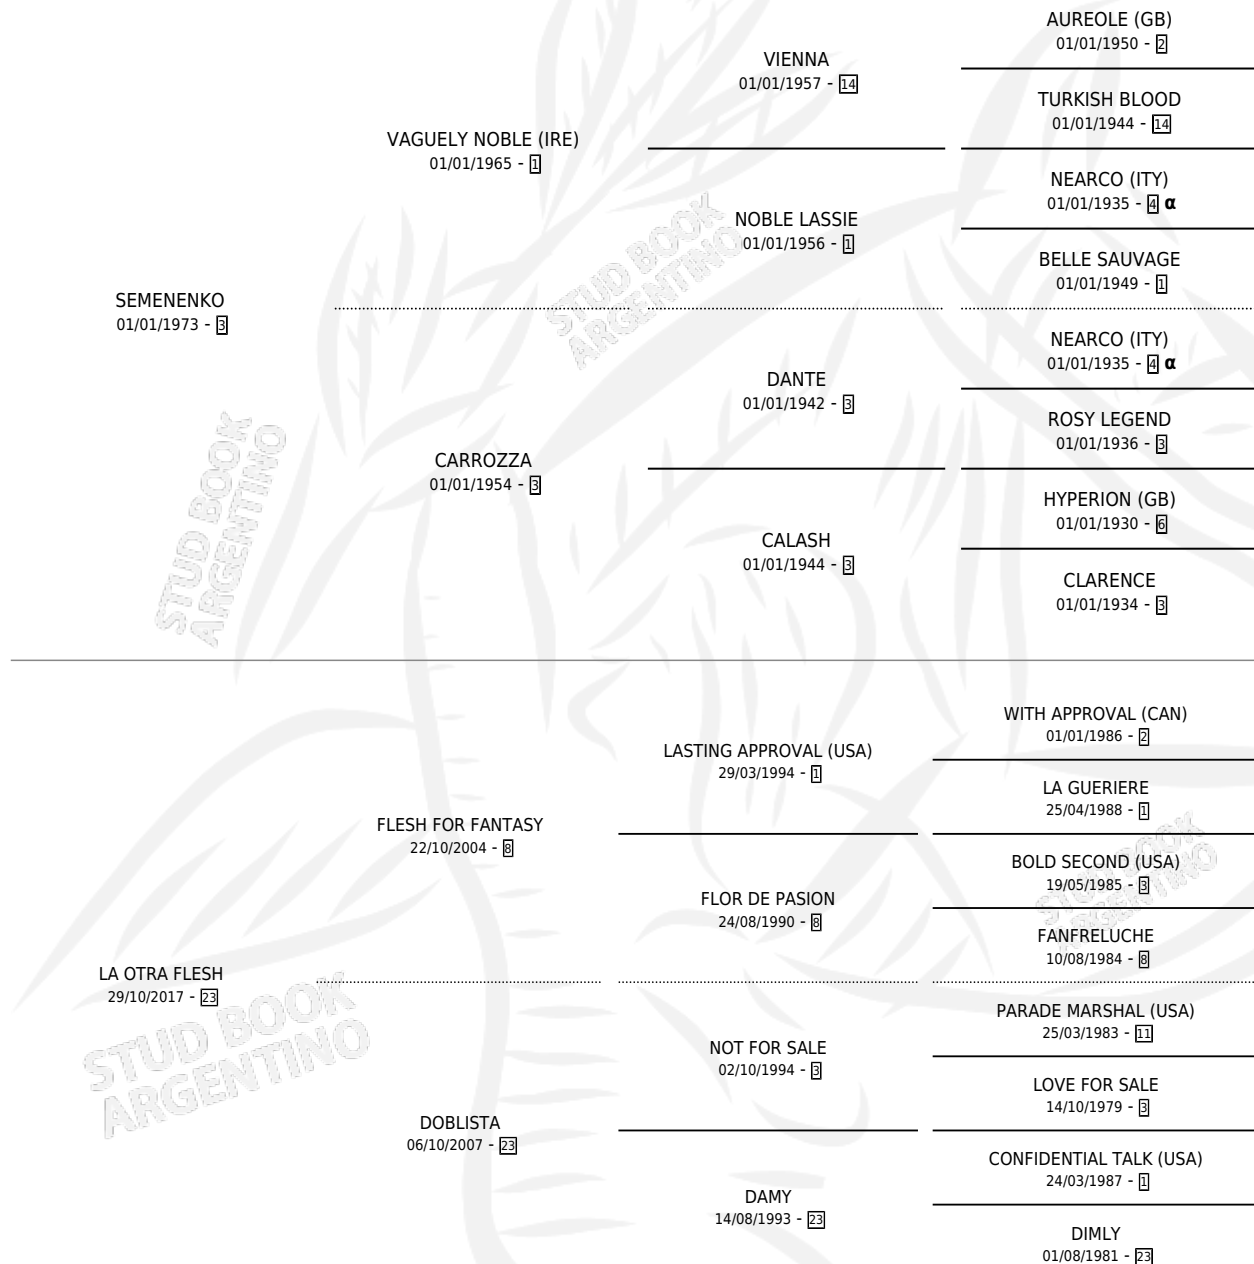 AUREOLE (GB)
01/01/1950 - 2
VIENNA
01/01/1957 - 14
TURKISH BLOOD
01/01/1944 - 14
VAGUELY NOBLE (IRE)
01/01/1965 - 1
NEARCO (ITY)
01/01/1935 - 4 α
NOBLE LASSIE
01/01/1956 - 1
BELLE SAUVAGE
01/01/1949 - 1
SEMENENKO
01/01/1973 - 3
NEARCO (ITY)
01/01/1935 - 4 α
DANTE
01/01/1942 - 3
ROSY LEGEND
01/01/1936 - 3
CARROZZA
01/01/1954 - 3
HYPERION (GB)
01/01/1930 - 6
CALASH
01/01/1944 - 3
CLARENCE
01/01/1934 - 3
STUD BOOK
ARGENTINO
STUD BOOK
ARGENTINO
WITH APPROVAL (CAN)
01/01/1986 - 2
LASTING APPROVAL (USA)
29/03/1994 - 1
LA GUERIERE
25/04/1988 - 1
FLESH FOR FANTASY
22/10/2004 - 8
BOLD SECOND (USA)
19/05/1985 - 3
FLOR DE PASION
24/08/1990 - 8
FANFRELUCHE
10/08/1984 - 8
LA OTRA FLESH
29/10/2017 - 23
PARADE MARSHAL (USA)
25/03/1983 - 11
NOT FOR SALE
02/10/1994 - 3
LOVE FOR SALE
14/10/1979 - 3
DOBLISTA
06/10/2007 - 23
CONFIDENTIAL TALK (USA)
24/03/1987 - 1
DAMY
14/08/1993 - 23
DIMLY
01/08/1981 - 23
STUD BOOK
ARGENTINO
STUD BOOK
ARGENTINO